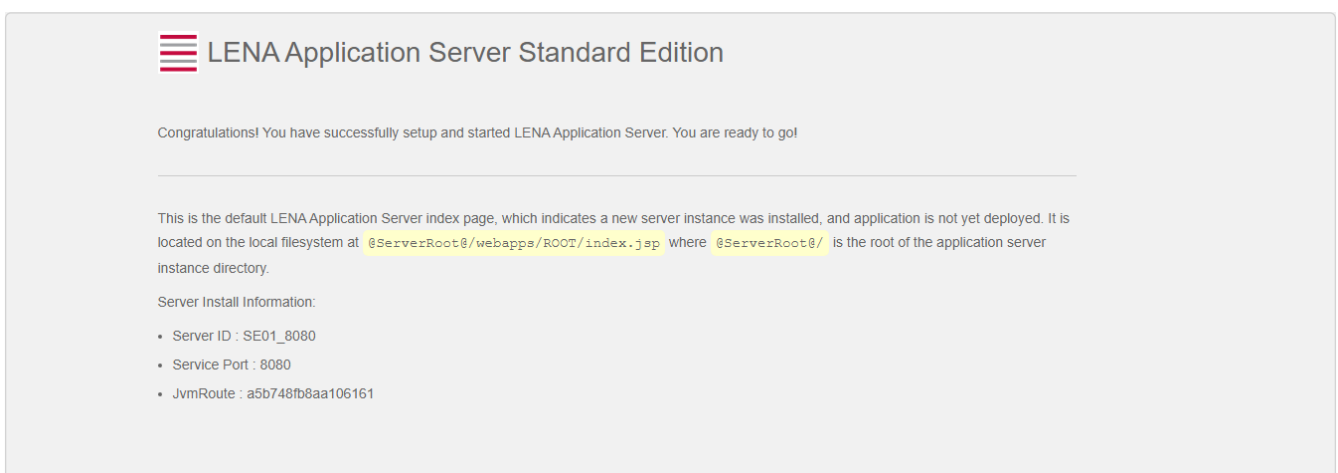 LENA Application Server Standard Edition
Congratulations! You have successfully setup and started LENA Application Server. You are ready to go!
This is the default LENA Application Server index page, which indicates a new server instance was installed, and application is not yet deployed. It is
located on the local filesystem at @ServerRoot@/webapps/ROOT/index.jsp where @ServerRoot@/ is the root of the application server
instance directory.
Server Install Information:
• Server ID : SE01_8080
• Service Port : 8080
• JvmRoute : a5b748fb8aa106161